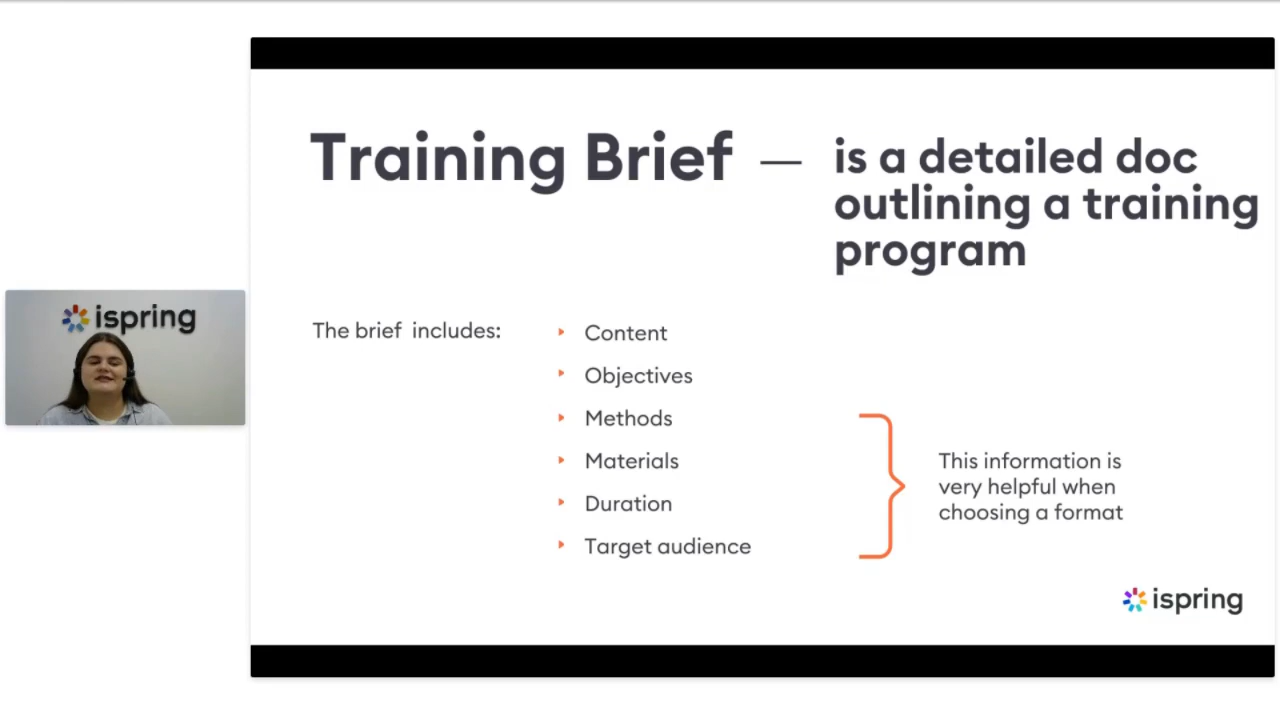 Training Brief — is a detailed doc
outlining a training
program
ispring
The brief includes:
Content
Objectives
Methods
Materials
Duration
Target audience
This information is
very helpful when
choosing a format
ispring